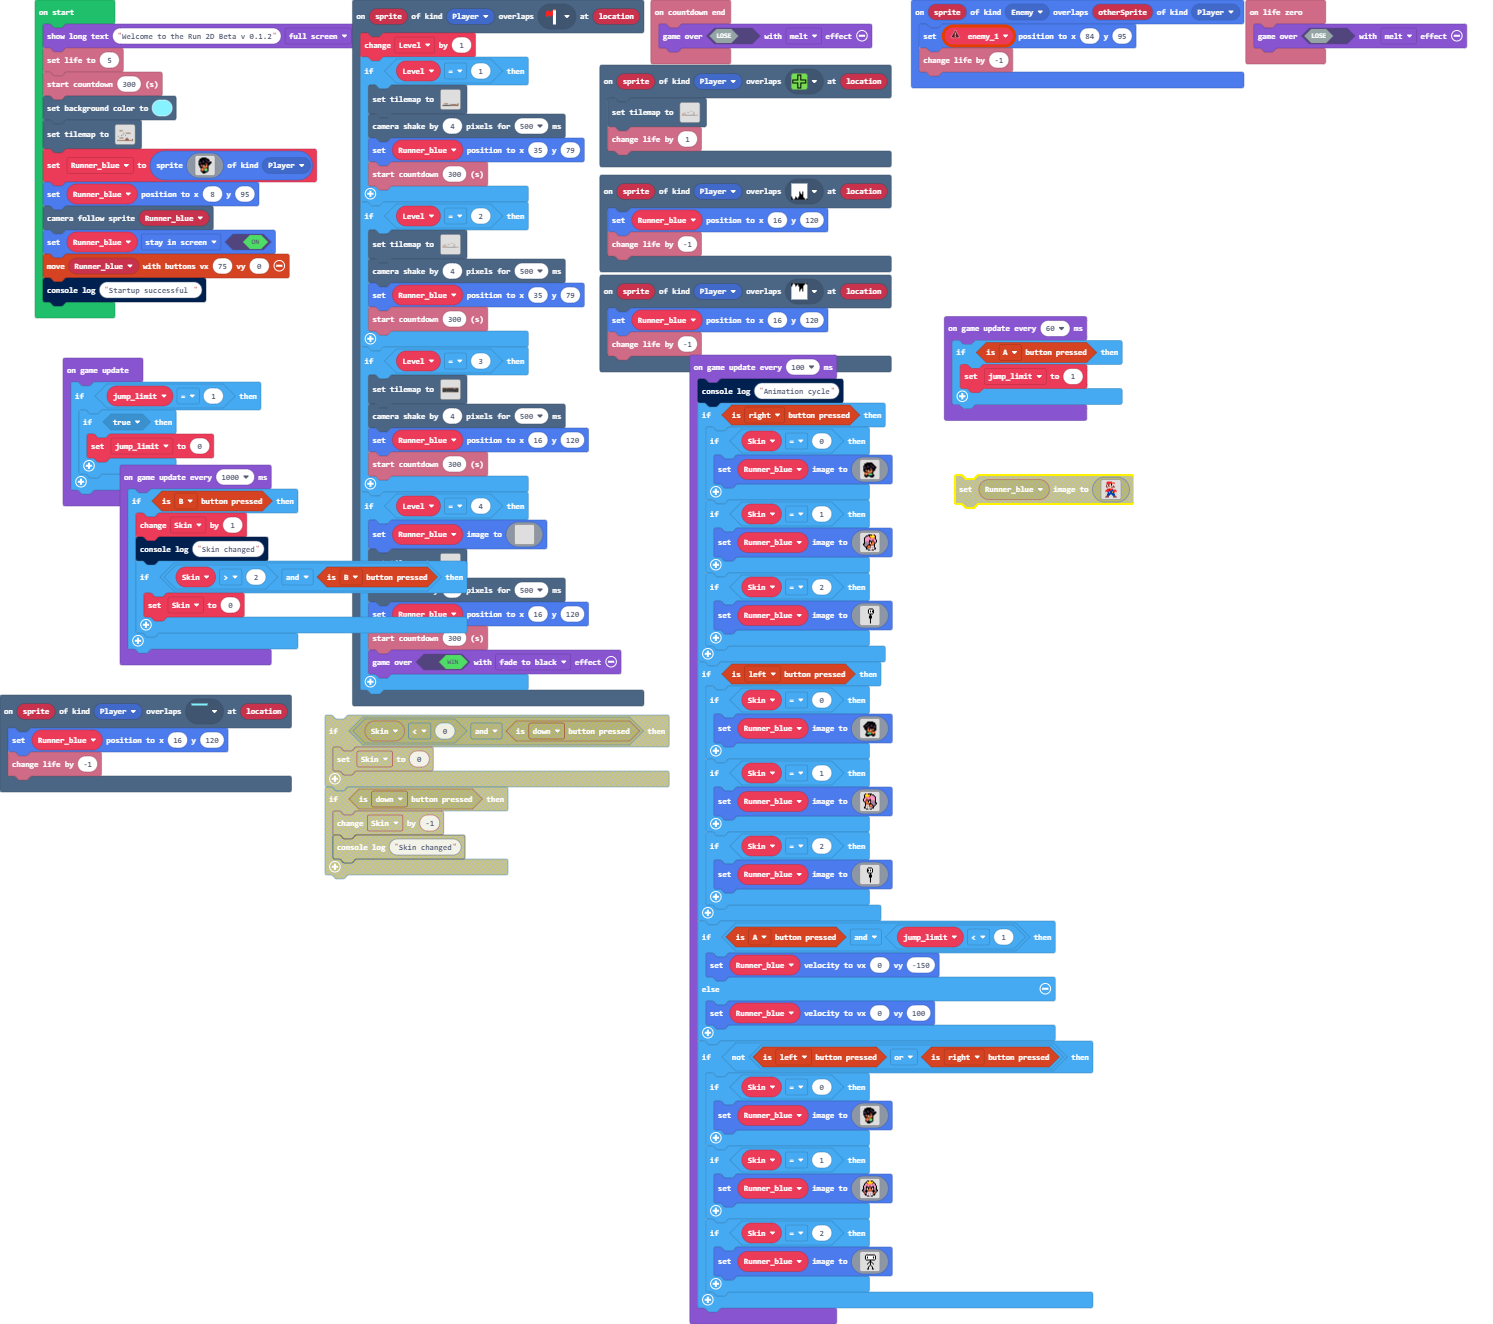 on start
show long text "Welcome to the Run 2D Beta v 0.1.2" full screen
set life to 5
start countdown 300 (s)
set background color to
set tilemap to
set Runner_blue to sprite of kind Player
set Runner_blue position to x 8 y 95
camera follow sprite Runner_blue
set Runner_blue stay in screen ON
move Runner_blue with buttons vx 75 vy 0
console log "Startup successful "
on game update
if jump_limit = 1 then
if true then
set jump_limit to 0
on game update every 1000 ms
if is B button pressed then
change Skin by 1
console log "Skin changed"
if Skin > 2 and is B button pressed then
set Skin to 0
on sprite of kind Player overlaps at location
set Runner_blue position to x 16 y 120
change life by -1
on sprite of kind Player overlaps at location
change Level by 1
if Level = 1 then
set tilemap to
camera shake by 4 pixels for 500 ms
set Runner_blue position to x 35 y 79
start countdown 300 (s)
if Level = 2 then
set tilemap to
camera shake by 4 pixels for 500 ms
set Runner_blue position to x 35 y 79
start countdown 300 (s)
if Level = 3 then
set tilemap to
camera shake by 4 pixels for 500 ms
set Runner_blue position to x 16 y 120
start countdown 300 (s)
if Level = 4 then
set Runner_blue image to
pixels for 500 ms
set Runner_blue position to x 16 y 120
start countdown 300 (s)
game over WIN with fade to black effect
if Skin < 0 and is down button pressed then
set Skin to 0
if is down button pressed then
change Skin by -1
console log "Skin changed"
on countdown end
game over LOSE with melt effect
on sprite of kind Player overlaps at location
set tilemap to
change life by 1
on sprite of kind Player overlaps at location
set Runner_blue position to x 16 y 120
change life by -1
on sprite of kind Player overlaps at location
set Runner_blue position to x 16 y 120
change life by -1
on game update every 100 ms
console log "Animation cycle"
if is right button pressed then
if Skin = 0 then
set Runner_blue image to
if Skin = 1 then
set Runner_blue image to
if Skin = 2 then
set Runner_blue image to
if is left button pressed then
if Skin = 0 then
set Runner_blue image to
if Skin = 1 then
set Runner_blue image to
if Skin = 2 then
set Runner_blue image to
if is A button pressed and jump_limit < 1 then
set Runner_blue velocity to vx 0 vy -150
else
set Runner_blue velocity to vx 0 vy 100
if not is left button pressed or is right button pressed then
if Skin = 0 then
set Runner_blue image to
if Skin = 1 then
set Runner_blue image to
if Skin = 2 then
set Runner_blue image to
on sprite of kind Enemy overlaps otherSprite of kind Player
set enemy_1 position to x 84 y 95
change life by -1
on life zero
game over LOSE with melt effect
on game update every 60 ms
if is A button pressed then
set jump_limit to 1
set Runner_blue image to